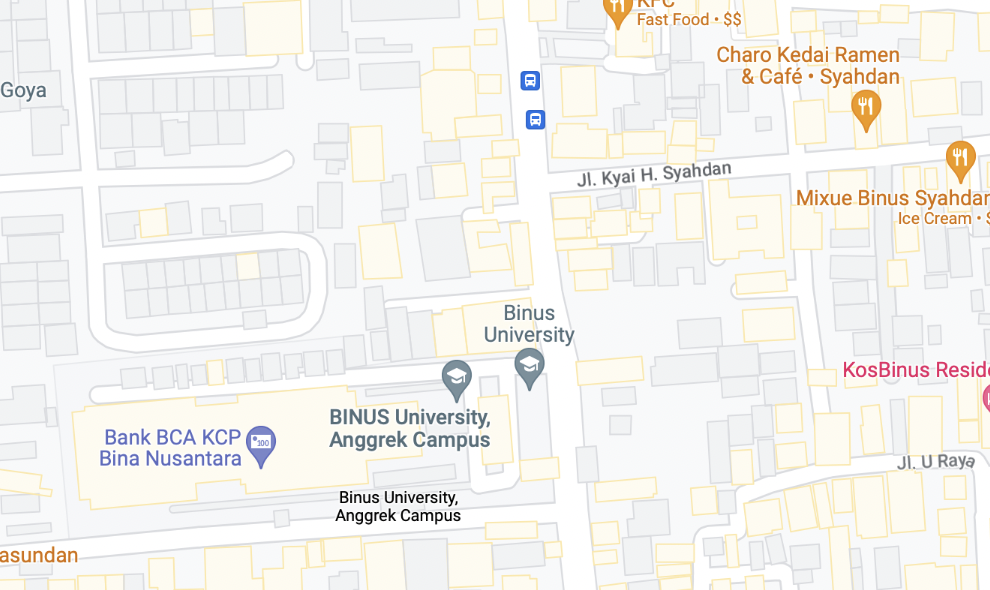 KFC
Fast Food • $$
Charo Kedai Ramen
& Café • Syahdan
Goya
Jl. Kyai H. Syahdan
Mixue Binus Syahdan
Ice Cream • $
Binus
University
KosBinus Reside
BINUS University,
Anggrek Campus
Bank BCA KCP
Bina Nusantara
100
Jl. U Raya
Binus University,
Anggrek Campus
asundan